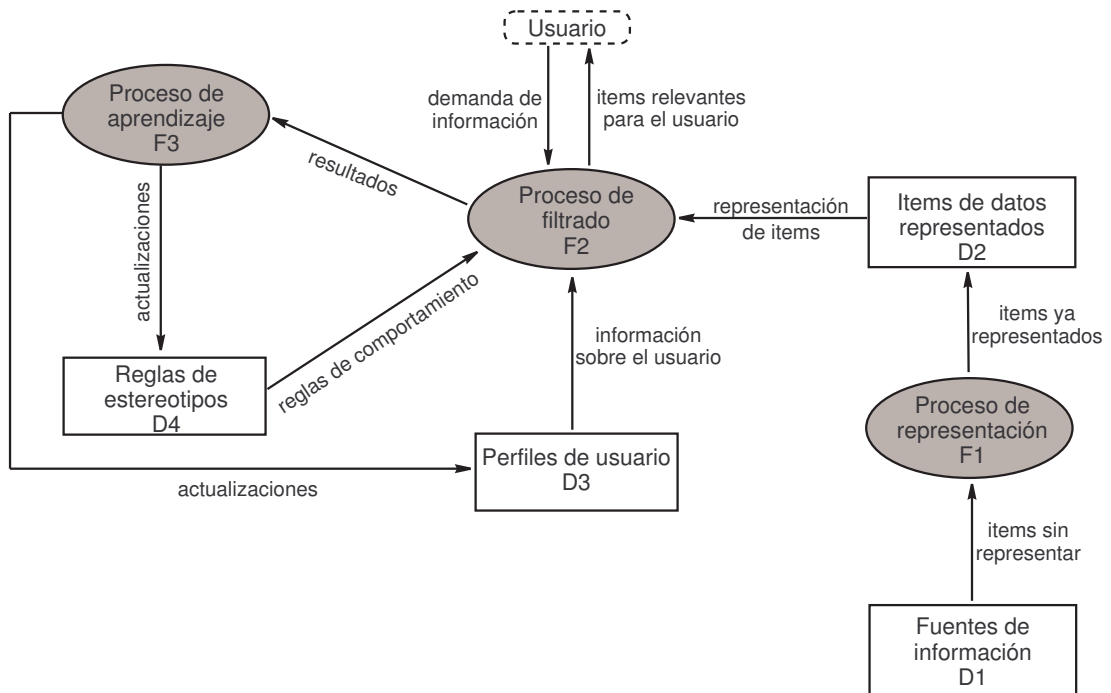 Usuario
demanda de
información
items relevantes
para el usuario
Proceso de
aprendizaje
F3
resultados
Proceso de
filtrado
F2
representación
de items
Items de datos
representados
D2
actualizaciones
reglas de comportamiento
información
sobre el usuario
items ya
representados
Reglas de
estereotipos
D4
Proceso de
representación
F1
Perfiles de usuario
D3
actualizaciones
items sin
representar
Fuentes de
información
D1